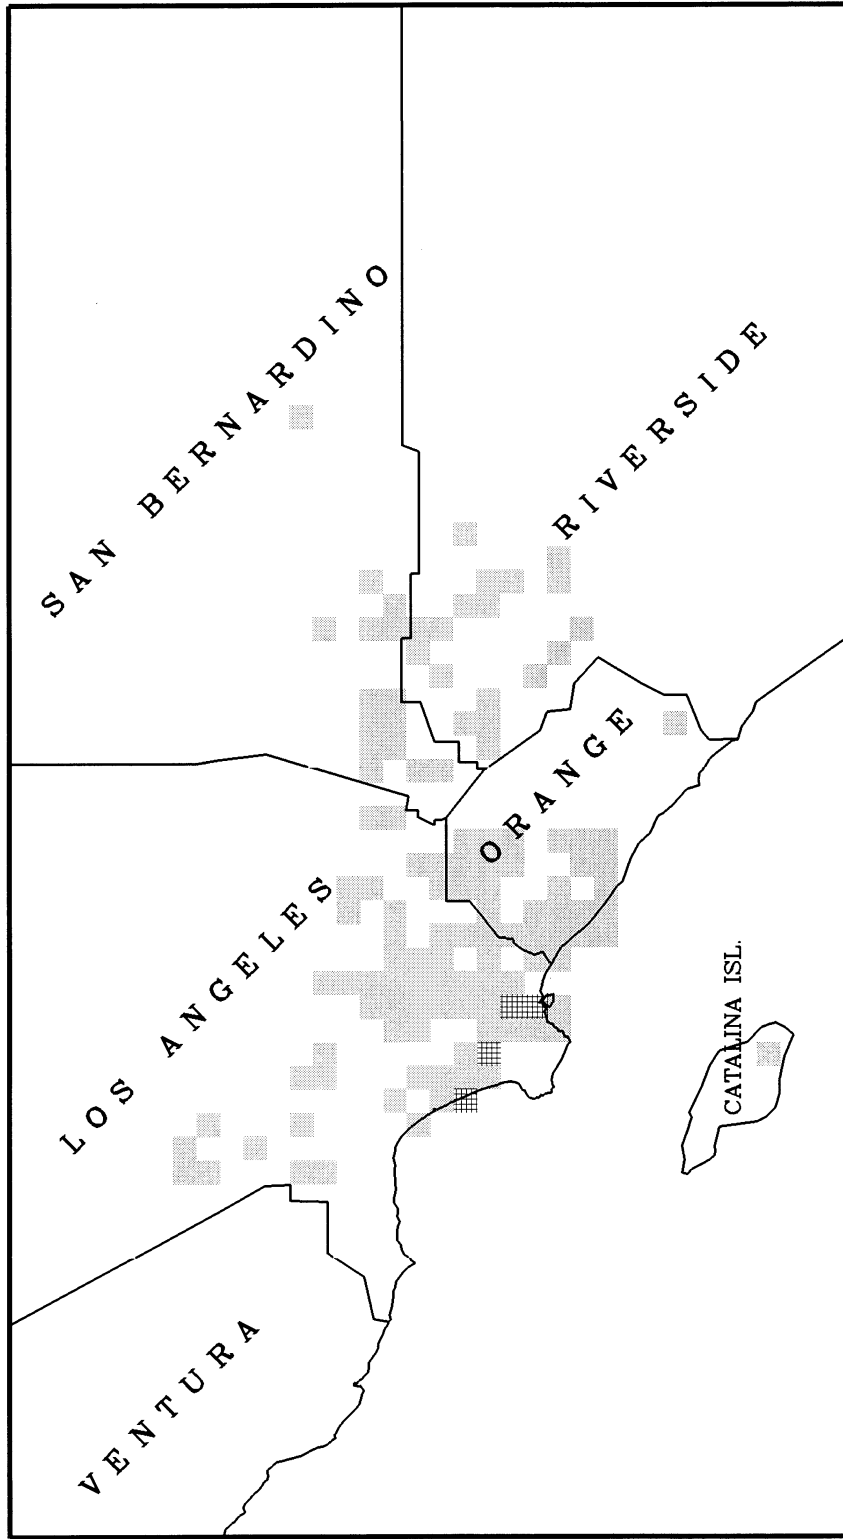 SAN BERNARDINO
RIVERSIDE
ORANGE
LOS ANGELES
CATALINA ISL.
VENTURA